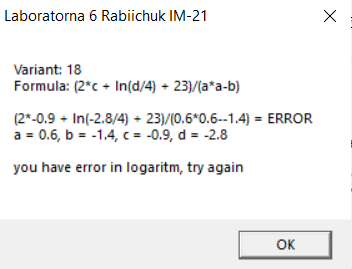 Laboratorna 6 Rabiichuk IM-21
Variant: 18
Formula: (2*c + ln(d/4) + 23)/(a*a-b)
(2*-0.9 + ln(-2.8/4) + 23)/(0.6*0.6--1.4) = ERROR
a = 0.6, b = -1.4, c = -0.9, d = -2.8
you have error in logaritm, try again
OK